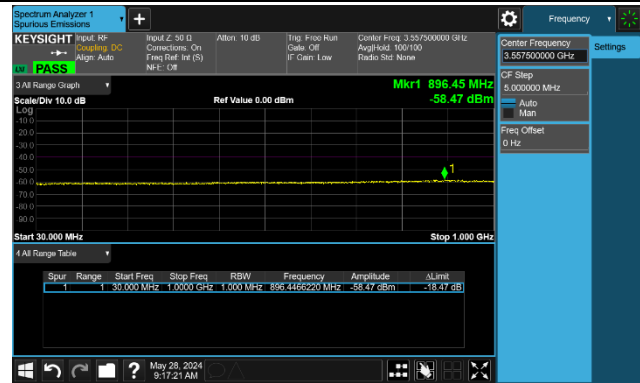 Spectrum Analyzer 1
Spurious Emissions
Frequency
KEYSIGHT Input: RF
Coupling: DC
Align: Auto
Input Z: 50 Ω
Corrections: On
Freq Ref: Int (S)
NFE: Off
Atten: 10 dB
Trig: Free Run
Gate: Off
IF Gain: Low
Center Freq: 3.557500000 GHz
Avg|Hold: 100/100
Radio Std: None
PASS
Center Frequency
3.557500000 GHz
Settings
CF Step
5.000000 MHz
Auto
Man
Freq Offset
0 Hz
3 All Range Graph
Mkr1 896.45 MHz
-58.47 dBm
Scale/Div 10.0 dB
Ref Value 0.00 dBm
Log
-10.0
-20.0
-30.0
-40.0
-50.0
-60.0
-70.0
-80.0
-90.0
1
Start 30.000 MHz
Stop 1.000 GHz
4 All Range Table
Spur Range Start Freq Stop Freq RBW Frequency Amplitude ΔLimit
1 1 30.000 MHz 1.0000 GHz 1.000 MHz 896.4466220 MHz -58.47 dBm -18.47 dB
?
May 28, 2024
9:17:21 AM